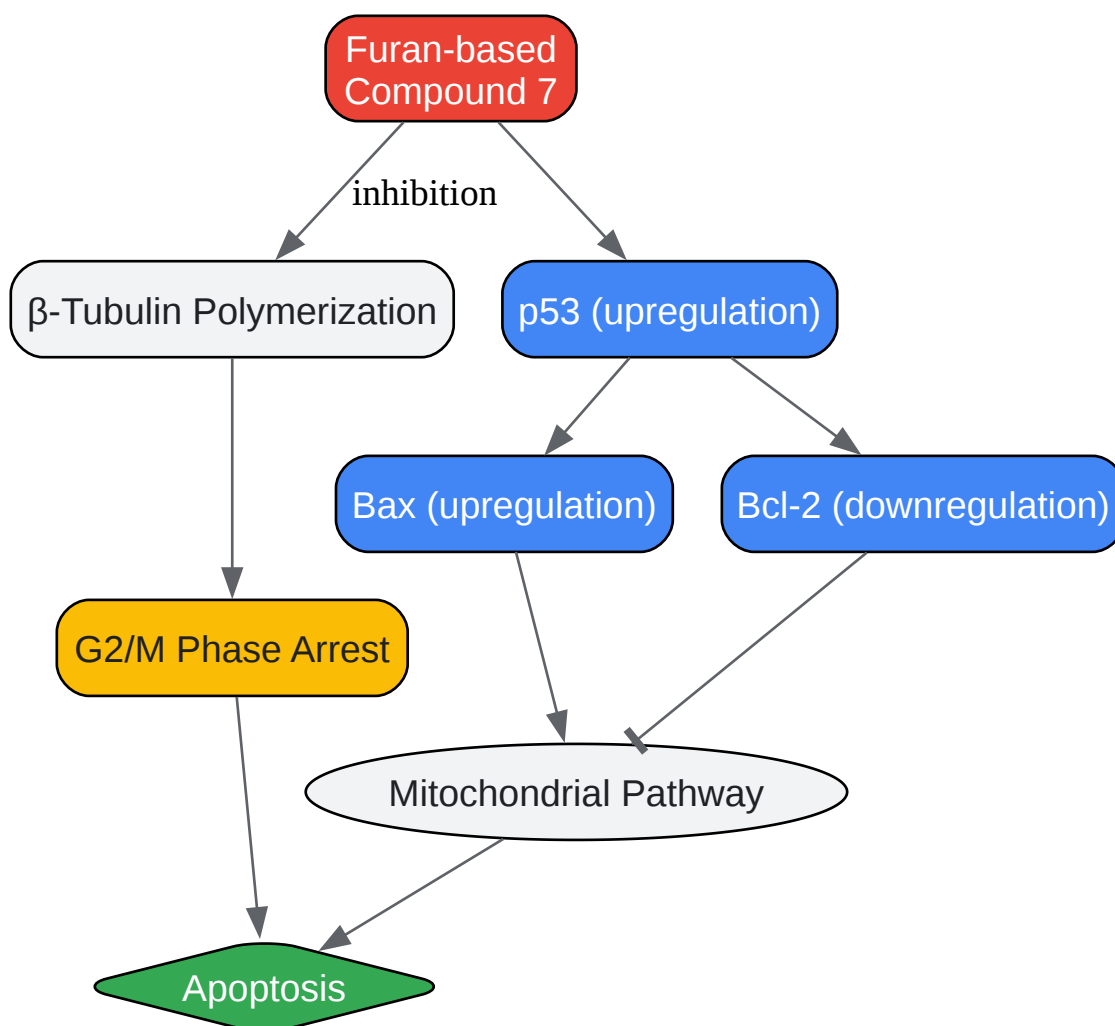 Furan-based
Compound 7
inhibition
β-Tubulin Polymerization
p53 (upregulation)
Bax (upregulation)
Bcl-2 (downregulation)
G2/M Phase Arrest
Mitochondrial Pathway
Apoptosis